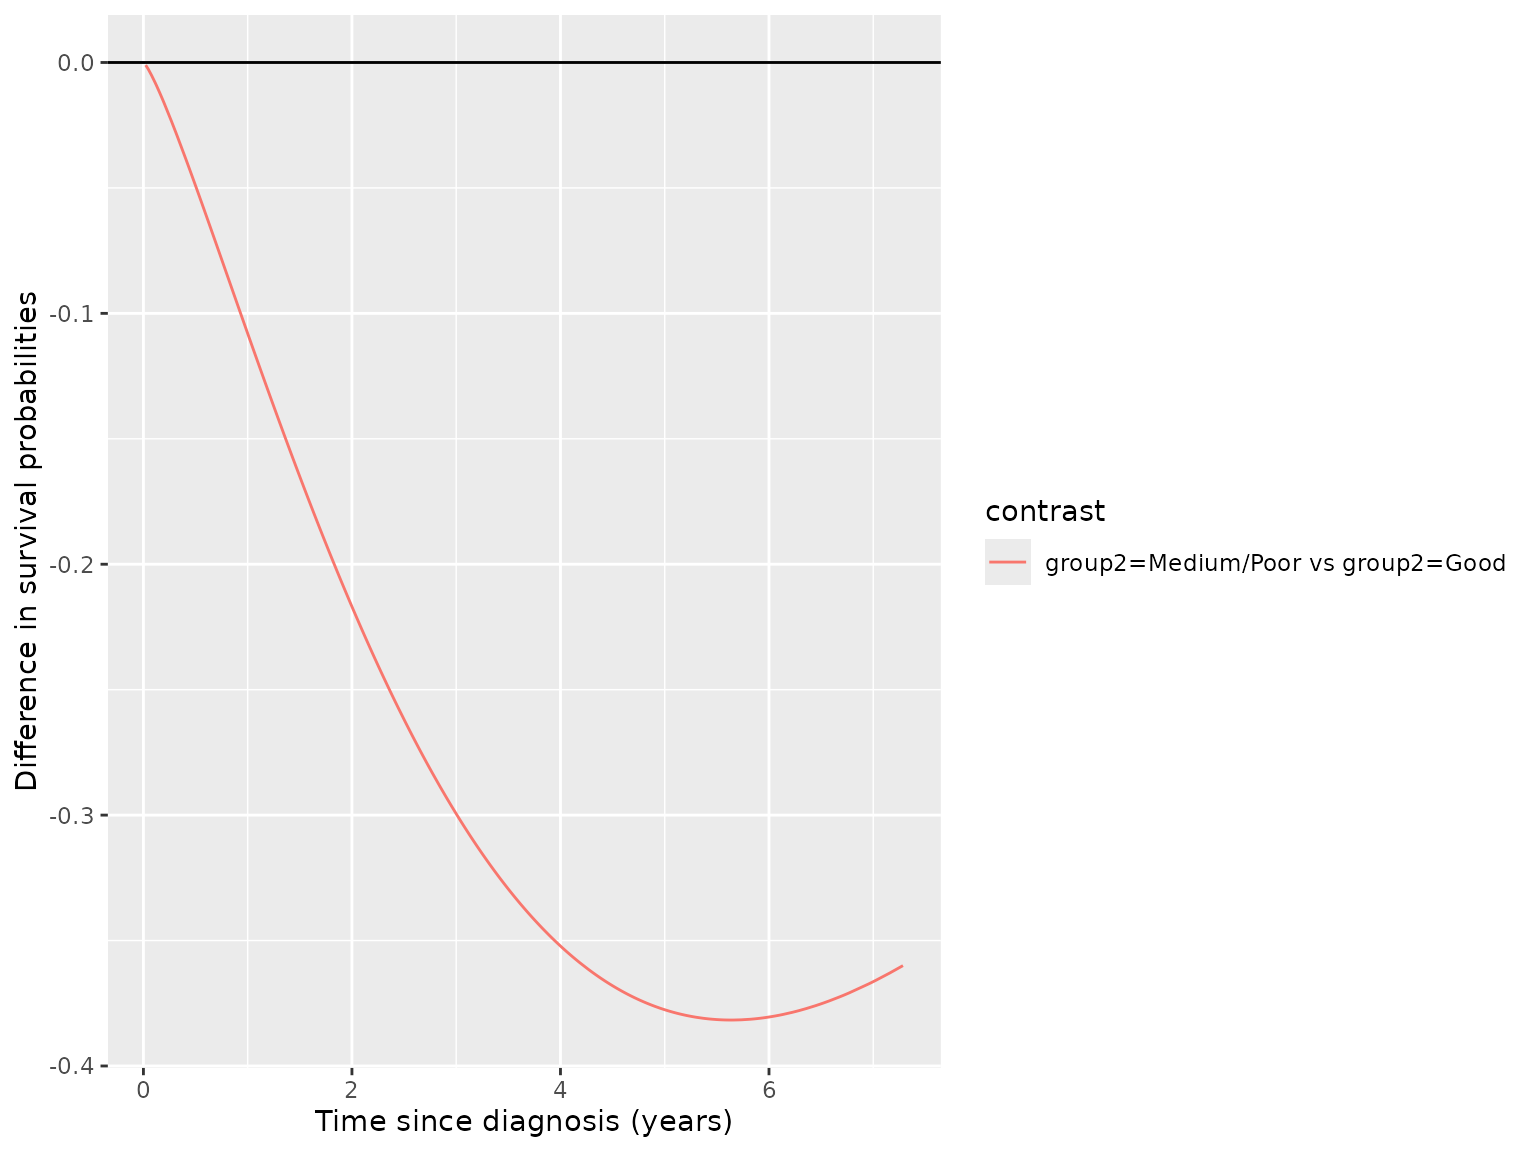 Difference in survival probabilities
0.0
-0.1
-0.2
-0.3
-0.4
0 2 4 6
Time since diagnosis (years)
contrast
group2=Medium/Poor vs group2=Good